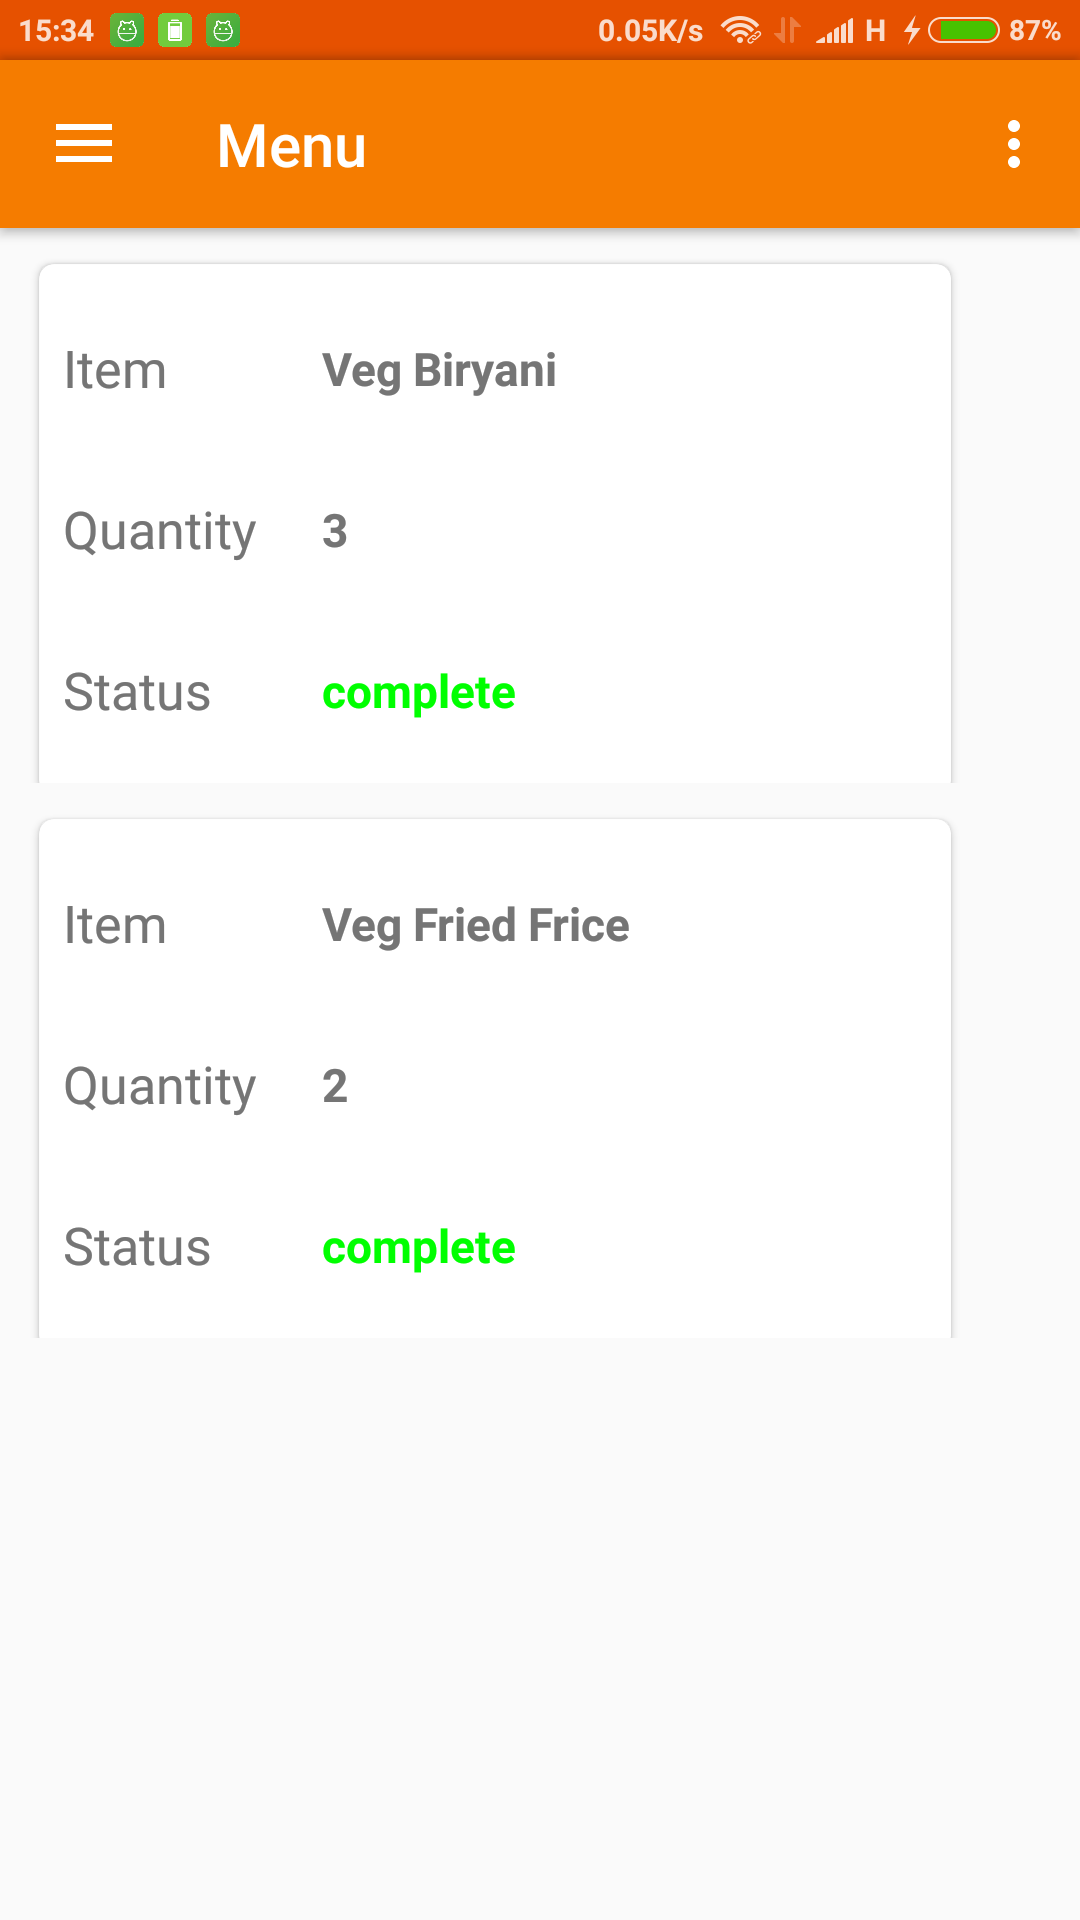 15:34 0.05K/s H 87%
Menu
Item Veg Biryani
Quantity 3
Status complete
Item Veg Fried Frice
Quantity 2
Status complete